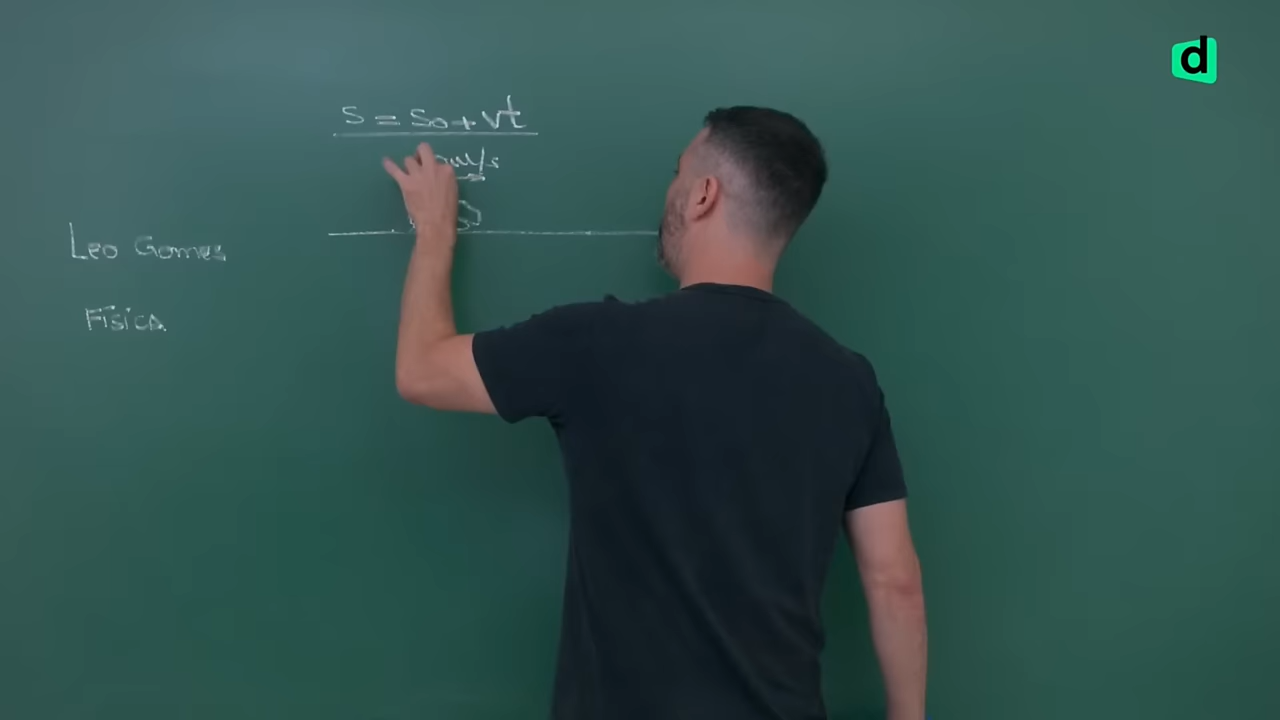 S = So + Vt
m/s
Leo Gomes
Física
d